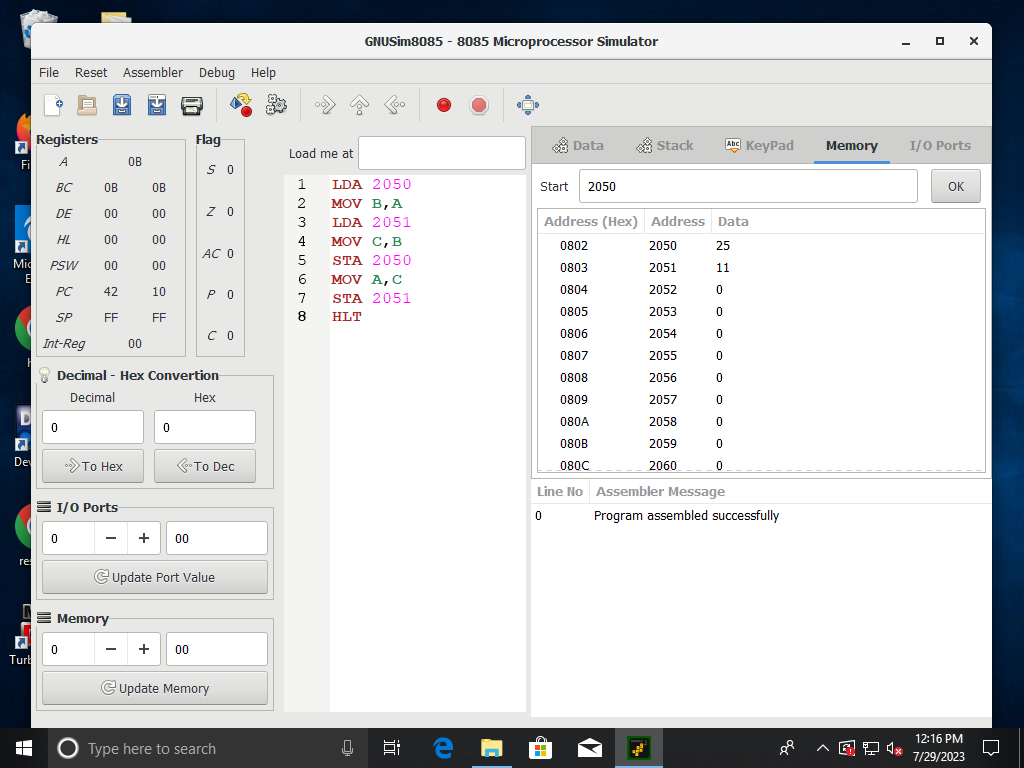 GNUSim8085 - 8085 Microprocessor Simulator
File Reset Assembler Debug Help
Registers
A 0B
BC 0B 0B
DE 00 00
HL 00 00
PSW 00 00
PC 42 10
SP FF FF
Int-Reg 00
Flag
S 0
Z 0
AC 0
P 0
C 0
Decimal - Hex Convertion
Decimal Hex
0 0
To Hex To Dec
I/O Ports
0 00
Update Port Value
Memory
0 00
Update Memory
Load me at
1 LDA 2050
2 MOV B,A
3 LDA 2051
4 MOV C,B
5 STA 2050
6 MOV A,C
7 STA 2051
8 HLT
Data Stack Abc KeyPad Memory I/O Ports
Start 2050 OK
Address (Hex) Address Data
0802 2050 25
0803 2051 11
0804 2052 0
0805 2053 0
0806 2054 0
0807 2055 0
0808 2056 0
0809 2057 0
080A 2058 0
080B 2059 0
080C 2060 0
Line No Assembler Message
0 Program assembled successfully
Type here to search
12:16 PM
7/29/2023